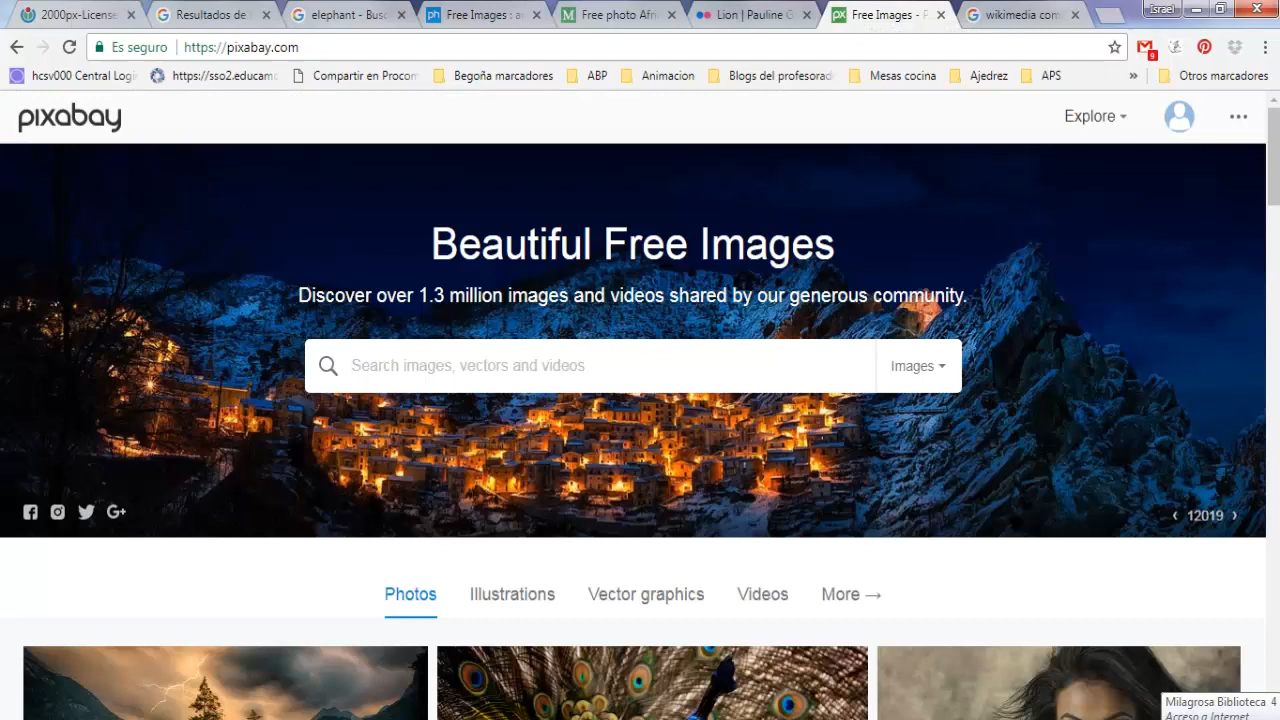 2000px-License
Resultados de
elephant - Busc
Free Images : a
Free photo Afri
Lion | Pauline G
Free Images - P
wikimedia com
Israel
Es seguro
https://pixabay.com
9
hcsv000 Central Logi
https://sso2.educam
Compartir en Procom
Begoña marcadores
ABP
Animacion
Blogs del profesorad
Mesas cocina
Ajedrez
APS
»
Otros marcadores
pixabay
Explore
Beautiful Free Images
Discover over 1.3 million images and videos shared by our generous community.
Search images, vectors and videos
Images
‹ 12019 ›
Photos
Illustrations
Vector graphics
Videos
More →
Milagrosa Biblioteca 4
Acceso a Internet